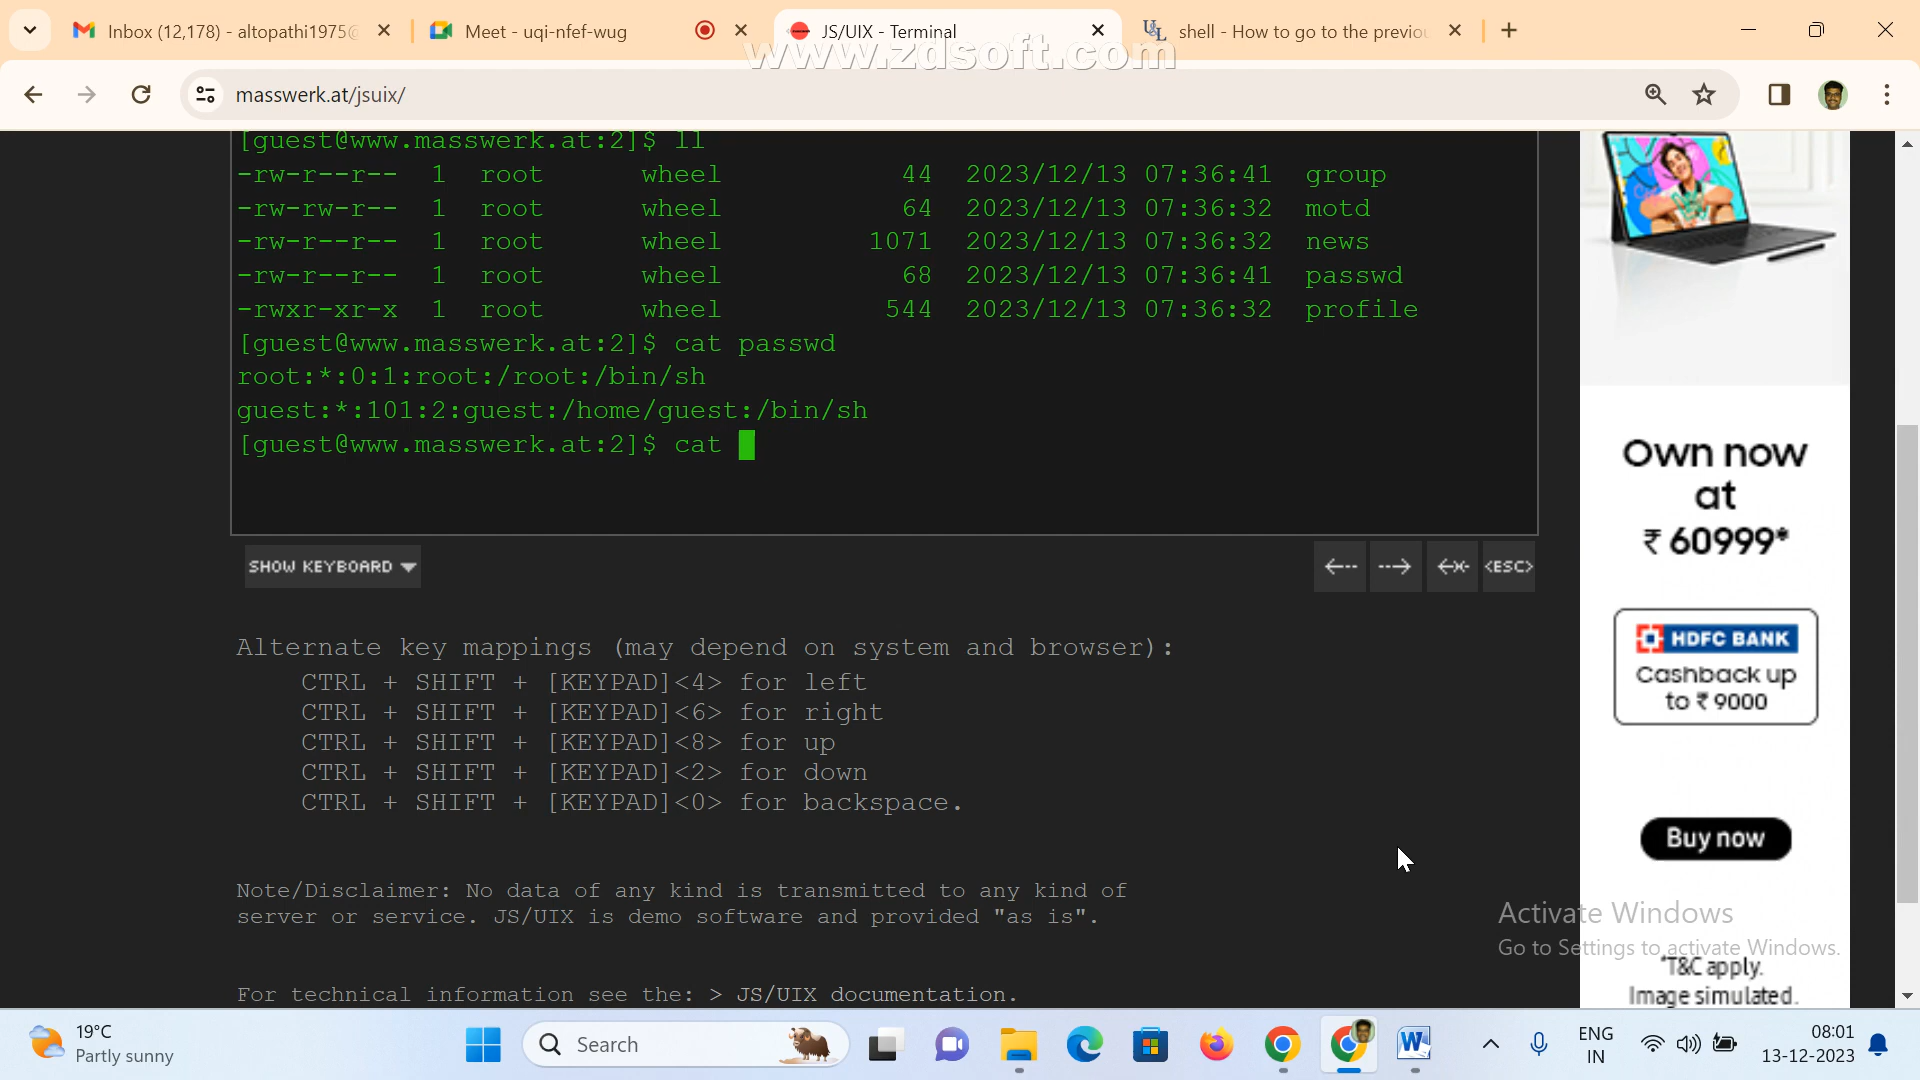 Inbox (12,178) - altopathi1975@
Meet - uqi-nfef-wug
JS/UIX - Terminal
shell - How to go to the previou
www.zdsoft.com
masswerk.at/jsuix/
[guest@www.masswerk.at:2]$ ll
-rw-r--r-- 1 root wheel 44 2023/12/13 07:36:41 group
-rw-rw-r-- 1 root wheel 64 2023/12/13 07:36:32 motd
-rw-r--r-- 1 root wheel 1071 2023/12/13 07:36:32 news
-rw-r--r-- 1 root wheel 68 2023/12/13 07:36:41 passwd
-rwxr-xr-x 1 root wheel 544 2023/12/13 07:36:32 profile
[guest@www.masswerk.at:2]$ cat passwd
root:*:0:1:root:/root:/bin/sh
guest:*:101:2:guest:/home/guest:/bin/sh
[guest@www.masswerk.at:2]$ cat
SHOW KEYBOARD
<ESC>
Alternate key mappings (may depend on system and browser):
CTRL + SHIFT + [KEYPAD]<4> for left
CTRL + SHIFT + [KEYPAD]<6> for right
CTRL + SHIFT + [KEYPAD]<8> for up
CTRL + SHIFT + [KEYPAD]<2> for down
CTRL + SHIFT + [KEYPAD]<0> for backspace.
Note/Disclaimer: No data of any kind is transmitted to any kind of
server or service. JS/UIX is demo software and provided "as is".
For technical information see the: > JS/UIX documentation.
Own now
at
₹ 60999*
HDFC BANK
Cashback up
to ₹ 9000
Buy now
Activate Windows
Go to Settings to activate Windows.
*T&C apply.
Image simulated.
19°C
Partly sunny
Search
ENG
IN
08:01
13-12-2023